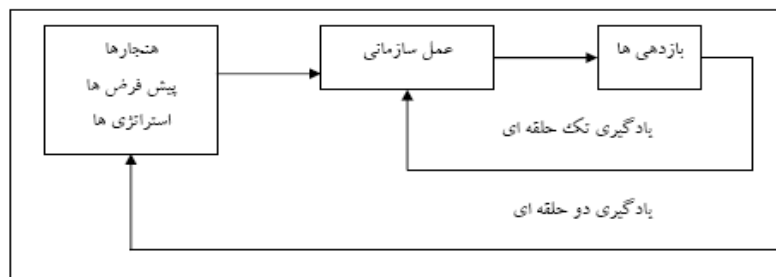 هنجارها
پیش فرض ها
استراتژی ها
عمل سازمانی
بازدهی ها
یادگیری تک حلقه ای
یادگیری دو حلقه ای